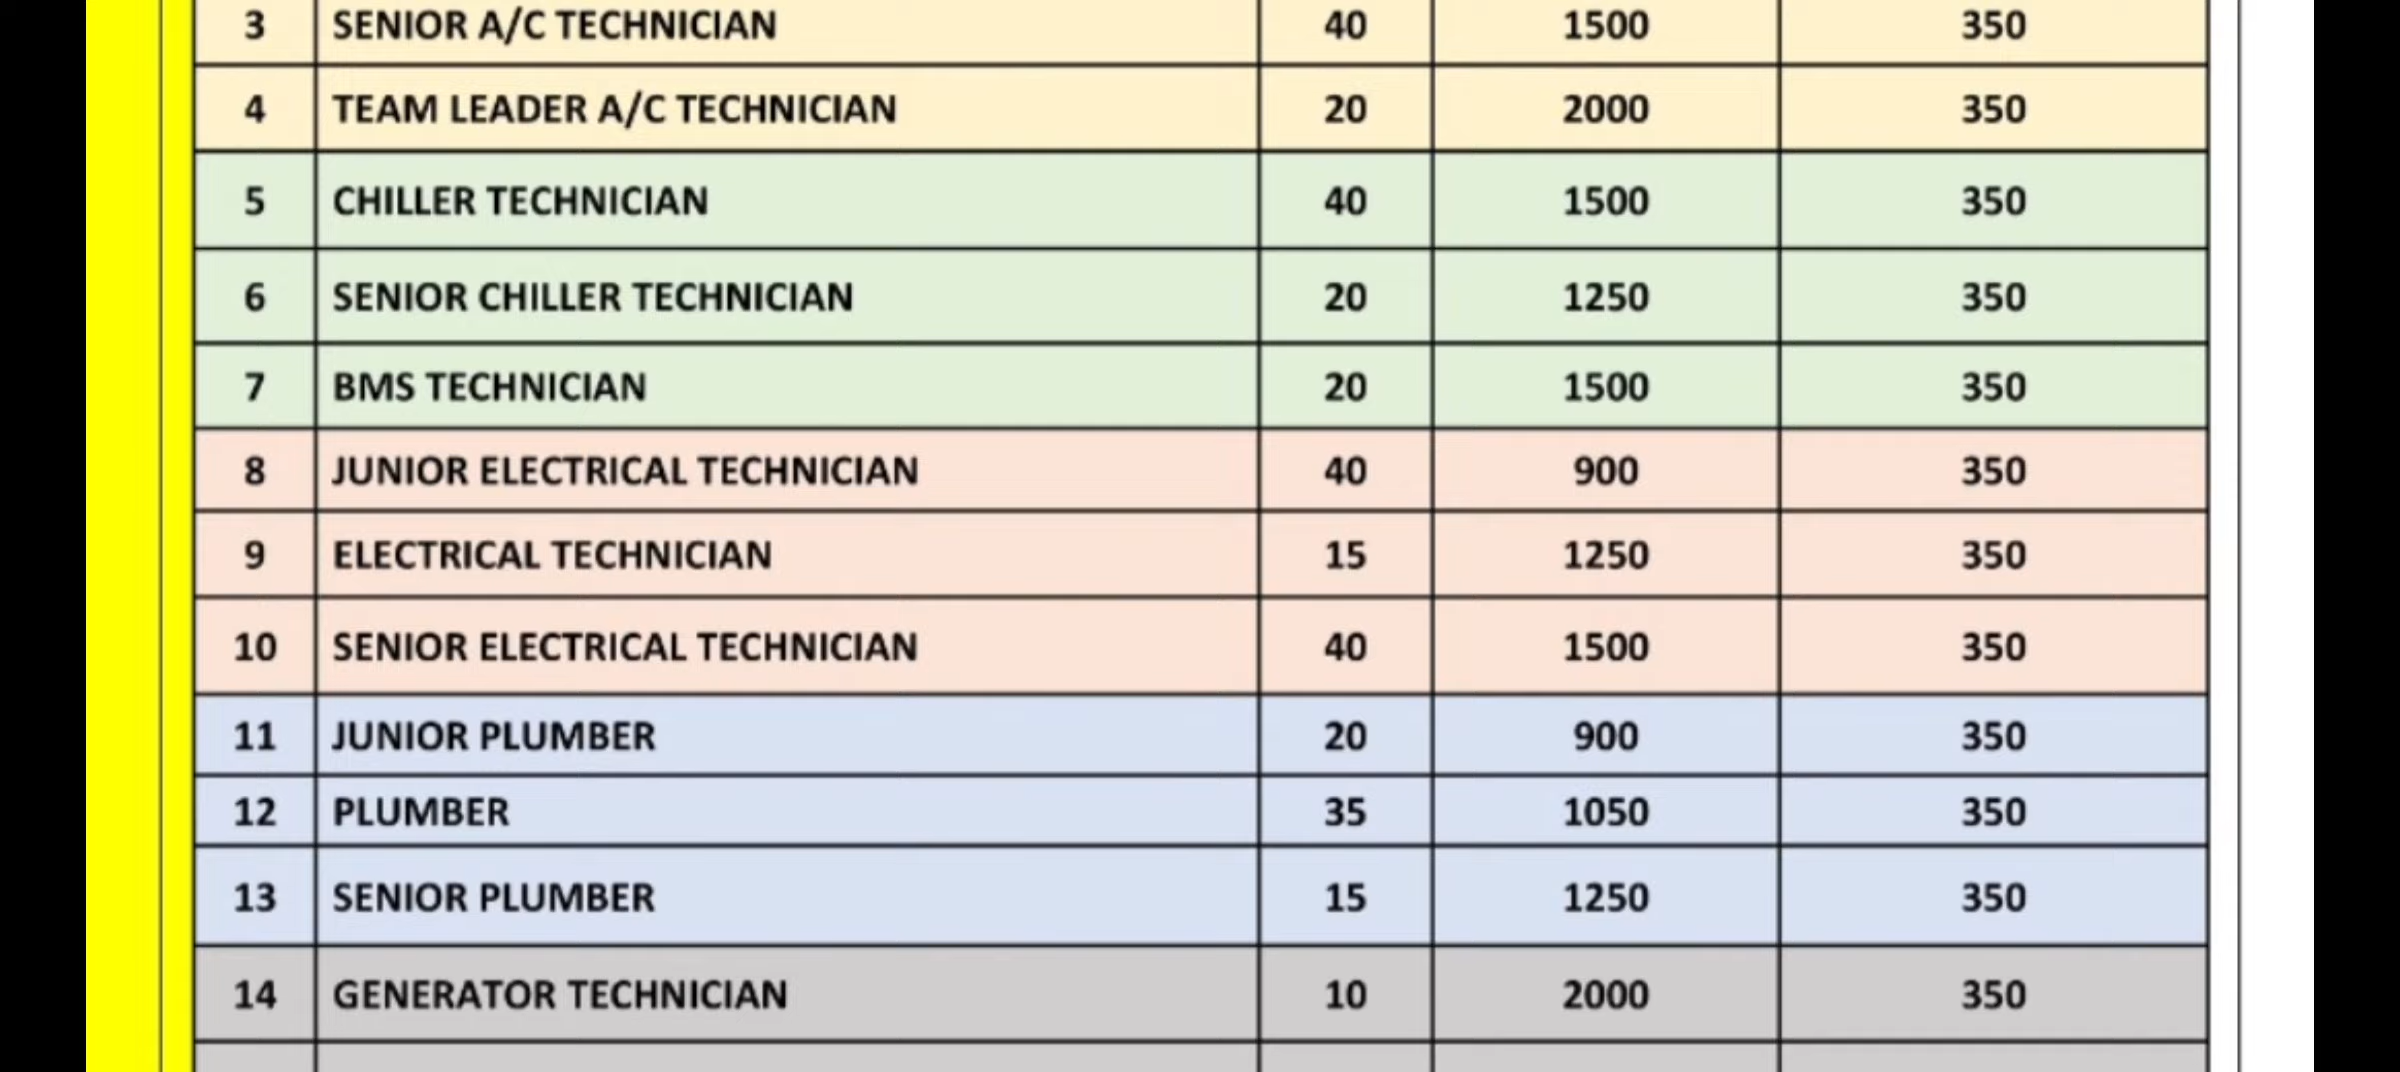 3 SENIOR A/C TECHNICIAN 40 1500 350
4 TEAM LEADER A/C TECHNICIAN 20 2000 350
5 CHILLER TECHNICIAN 40 1500 350
6 SENIOR CHILLER TECHNICIAN 20 1250 350
7 BMS TECHNICIAN 20 1500 350
8 JUNIOR ELECTRICAL TECHNICIAN 40 900 350
9 ELECTRICAL TECHNICIAN 15 1250 350
10 SENIOR ELECTRICAL TECHNICIAN 40 1500 350
11 JUNIOR PLUMBER 20 900 350
12 PLUMBER 35 1050 350
13 SENIOR PLUMBER 15 1250 350
14 GENERATOR TECHNICIAN 10 2000 350